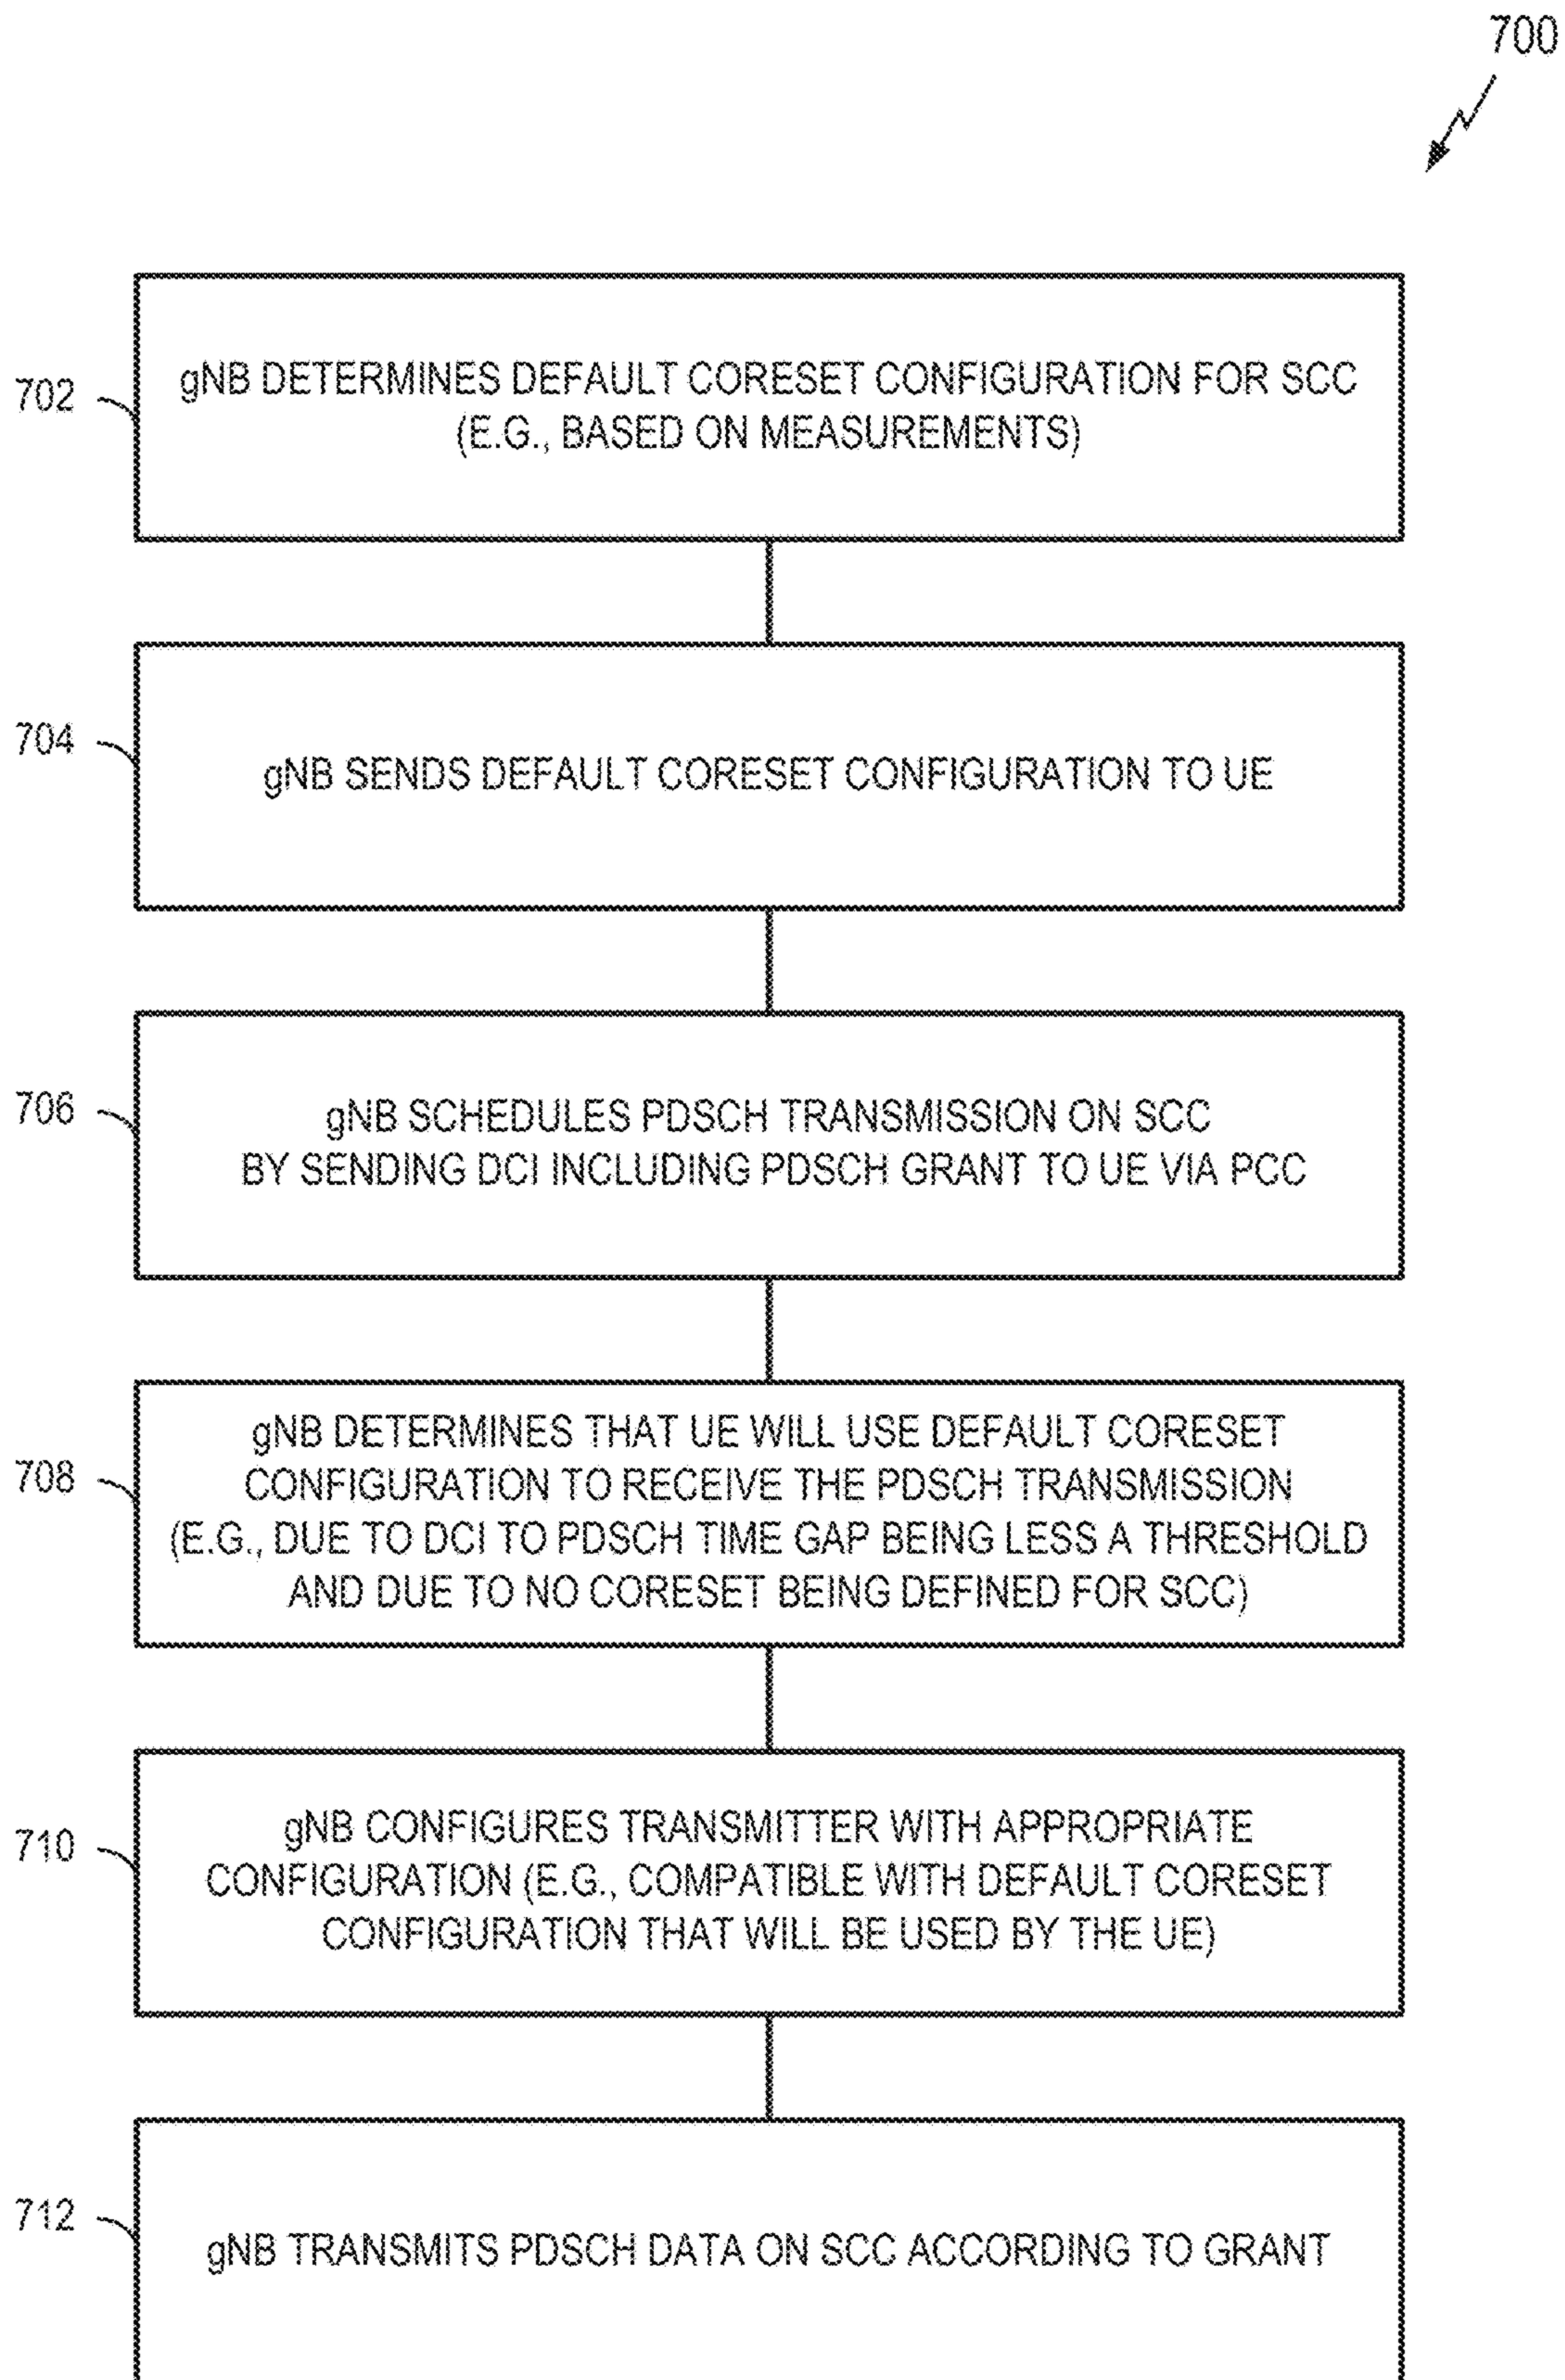 700
702
gNB DETERMINES DEFAULT CORESET CONFIGURATION FOR SCC
(E.G., BASED ON MEASUREMENTS)
704
gNB SENDS DEFAULT CORESET CONFIGURATION TO UE
706
gNB SCHEDULES PDSCH TRANSMISSION ON SCC
BY SENDING DCI INCLUDING PDSCH GRANT TO UE VIA PCC
708
gNB DETERMINES THAT UE WILL USE DEFAULT CORESET
CONFIGURATION TO RECEIVE THE PDSCH TRANSMISSION
(E.G., DUE TO DCI TO PDSCH TIME GAP BEING LESS A THRESHOLD
AND DUE TO NO CORESET BEING DEFINED FOR SCC)
710
gNB CONFIGURES TRANSMITTER WITH APPROPRIATE
CONFIGURATION (E.G., COMPATIBLE WITH DEFAULT CORESET
CONFIGURATION THAT WILL BE USED BY THE UE)
712
gNB TRANSMITS PDSCH DATA ON SCC ACCORDING TO GRANT